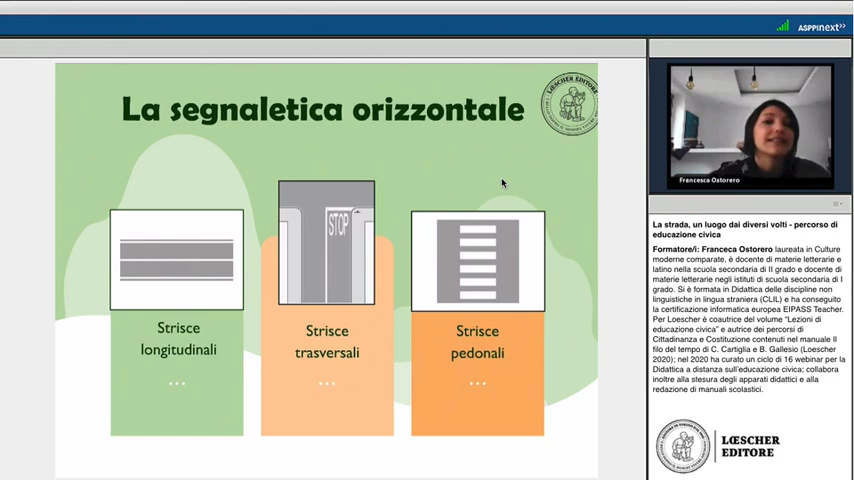 ASPPInext>>
La segnaletica orizzontale
LOESCHER EDITORE
STOP
Strisce
longitudinali
...
Strisce
trasversali
...
Strisce
pedonali
...
Francesca Ostorero
La strada, un luogo dai diversi volti - percorso di
educazione civica
Formatore/i: Franceca Ostorero laureata in Culture
moderne comparate, è docente di materie letterarie e
latino nella scuola secondaria di II grado e docente di
materie letterarie negli istituti di scuola secondaria di I
grado. Si è formata in Didattica delle discipline non
linguistiche in lingua straniera (CLIL) e ha conseguito
la certificazione informatica europea EIPASS Teacher.
Per Loescher è coautrice del volume “Lezioni di
educazione civica” e autrice dei percorsi di
Cittadinanza e Costituzione contenuti nel manuale Il
filo del tempo di C. Cartiglia e B. Gallesio (Loescher
2020); nel 2020 ha curato un ciclo di 16 webinar per la
Didattica a distanza sull'educazione civica; collabora
inoltre alla stesura degli apparati didattici e alla
redazione di manuali scolastici.
LŒSCHER
EDITORE